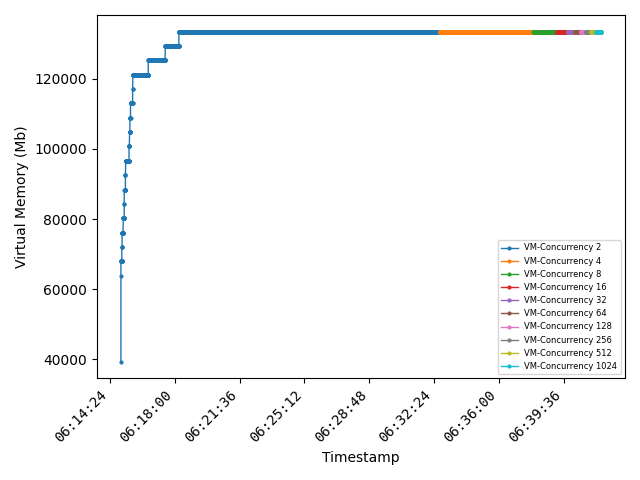 Virtual Memory (Mb)
120000
100000
80000
60000
40000
VM-Concurrency 2
VM-Concurrency 4
VM-Concurrency 8
VM-Concurrency 16
VM-Concurrency 32
VM-Concurrency 64
VM-Concurrency 128
VM-Concurrency 256
VM-Concurrency 512
VM-Concurrency 1024
06:14:24
06:18:00
06:21:36
06:25:12
06:28:48
06:32:24
06:36:00
06:39:36
Timestamp